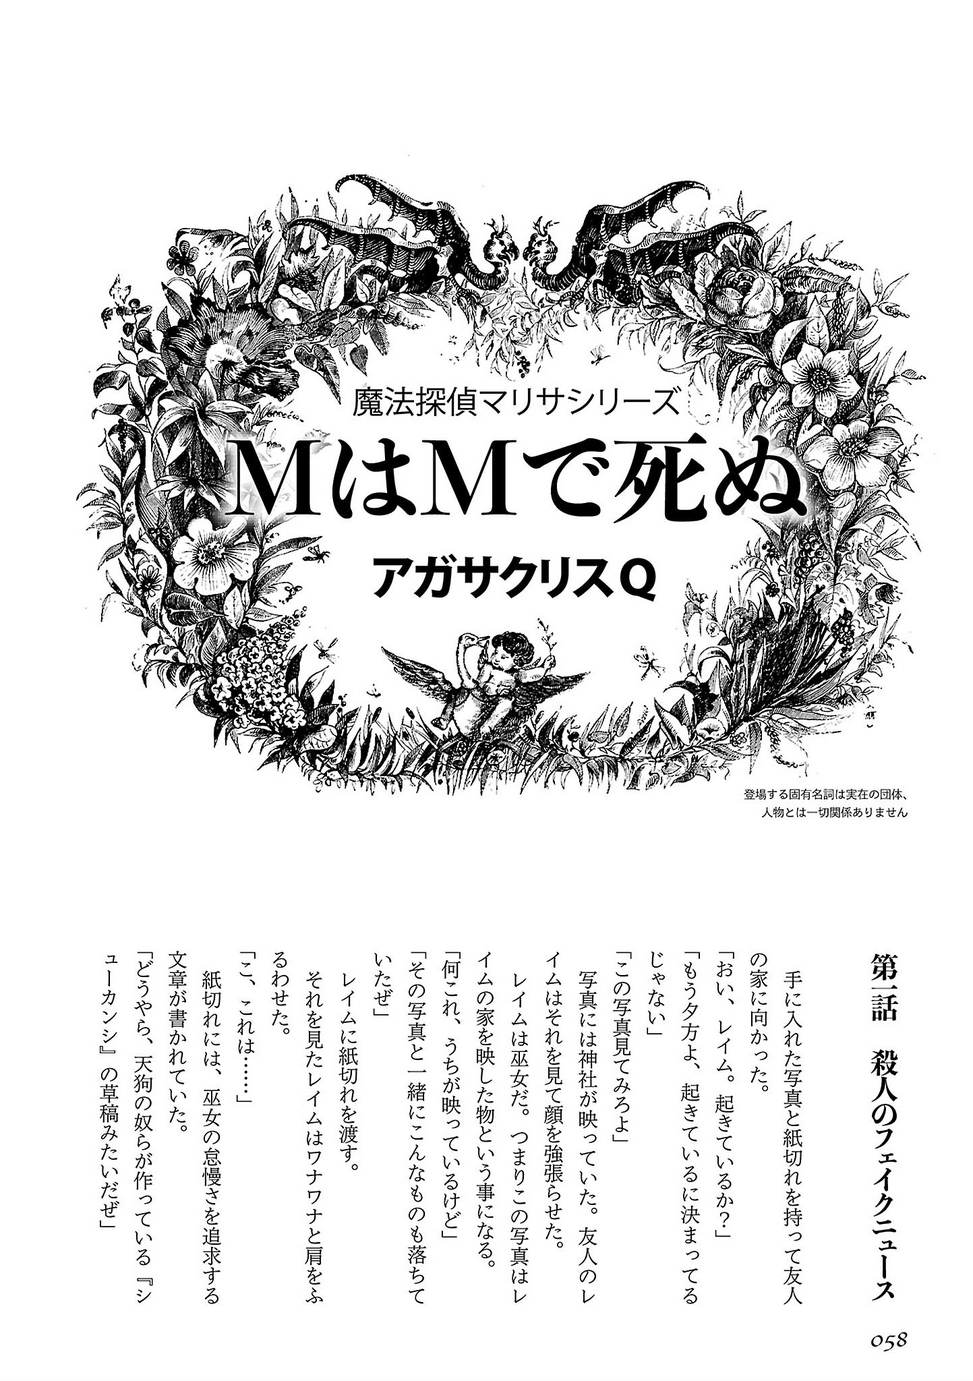 魔法探偵マリサシリーズ
MはMで死ぬ
アガサクリスQ
登場する固有名詞は実在の団体、
人物とは一切関係ありません
第一話　殺人のフェイクニュース
　手に入れた写真と紙切れを持って友人
の家に向かった。
「おい、レイム。起きているか？」
「もう夕方よ、起きているに決まってる
じゃない」
「この写真見てみろよ」
　写真には神社が映っていた。友人のレ
イムはそれを見て顔を強張らせた。
　レイムは巫女だ。つまりこの写真はレ
イムの家を映した物という事になる。
「何これ、うちが映っているけど」
「その写真と一緒にこんなものも落ちて
いたぜ」
　レイムに紙切れを渡す。
　それを見たレイムはワナワナと肩をふ
るわせた。
「こ、これは……」
　紙切れには、巫女の怠慢さを追求する
文章が書かれていた。
「どうやら、天狗の奴らが作っている『シ
ューカンシ』の草稿みたいだぜ」
058